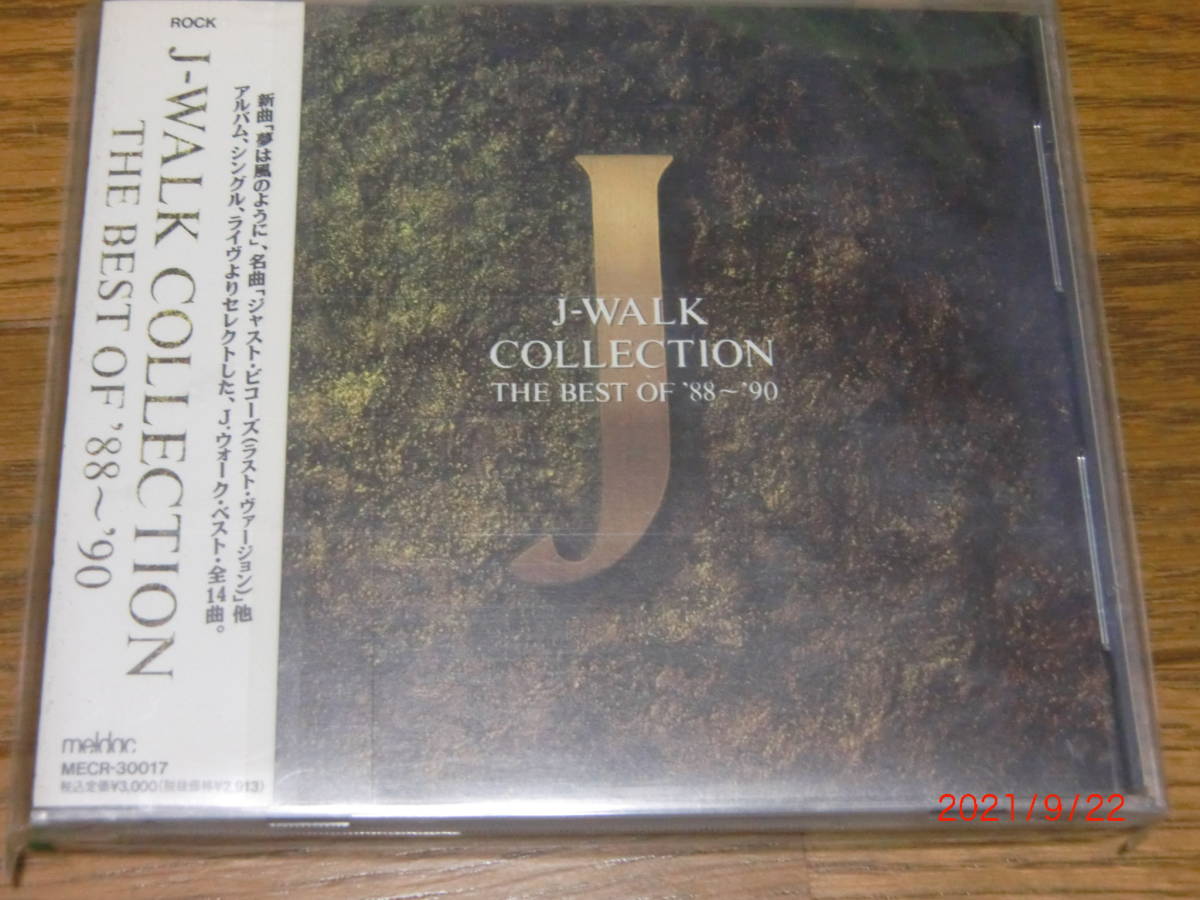 ROCK
J-WALK COLLECTION
THE BEST OF '88～'90
新曲「夢は風のように」、名曲「ジャスト・ビコーズ(ラスト・ヴァージョン)」他
アルバム、シングル、ライヴよりセレクトした、J.ウォーク・ベスト・全14曲。
meldac
MECR-30017
税込定価¥3,000(税抜価格¥2,913)
J
J-WALK
COLLECTION
THE BEST OF '88～'90
2021/9/22